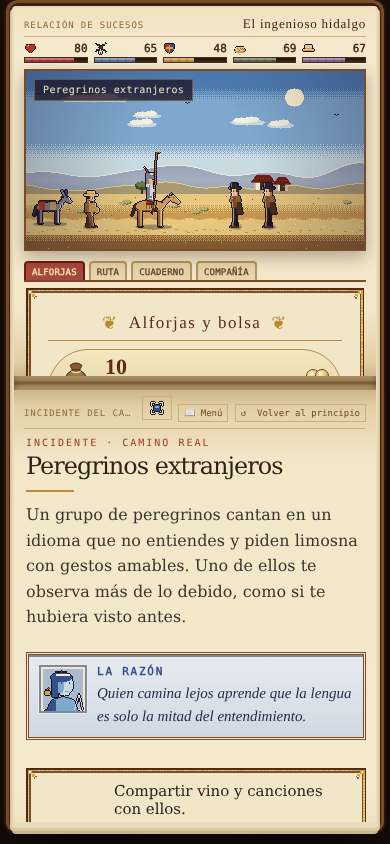 RELACIÓN DE SUCESOS
El ingenioso hidalgo
80 65 48 69 67
Peregrinos extranjeros
ALFORJAS RUTA CUADERNO COMPAÑÍA
Alforjas y bolsa
10
INCIDENTE DEL CA… Menú ↺ Volver al principio
INCIDENTE · CAMINO REAL
Peregrinos extranjeros
Un grupo de peregrinos cantan en un
idioma que no entiendes y piden limosna
con gestos amables. Uno de ellos te
observa más de lo debido, como si te
hubiera visto antes.
LA RAZÓN
Quien camina lejos aprende que la lengua
es solo la mitad del entendimiento.
Compartir vino y canciones
con ellos.